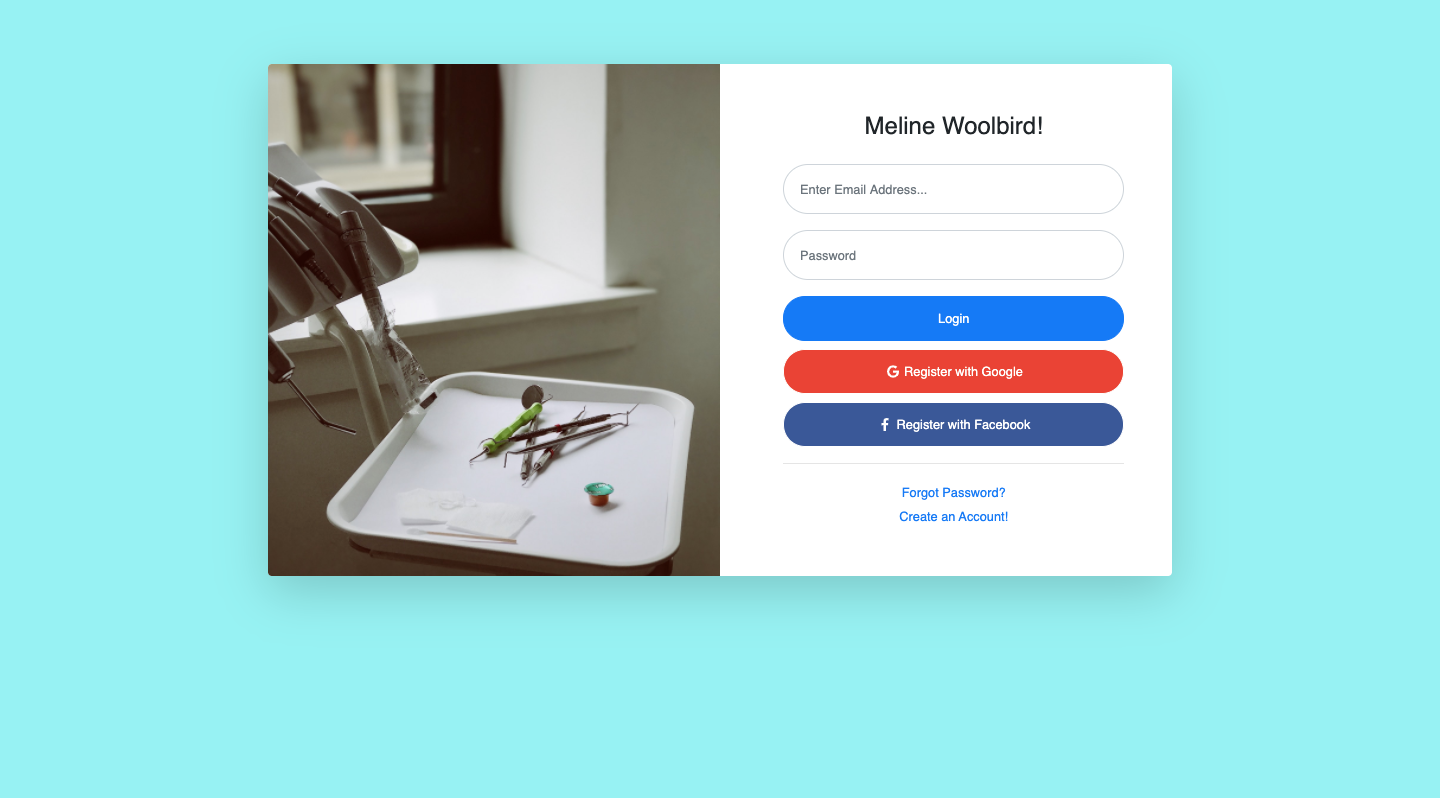 Meline Woolbird!
Enter Email Address...
Password
Login
Register with Google
Register with Facebook
Forgot Password?
Create an Account!